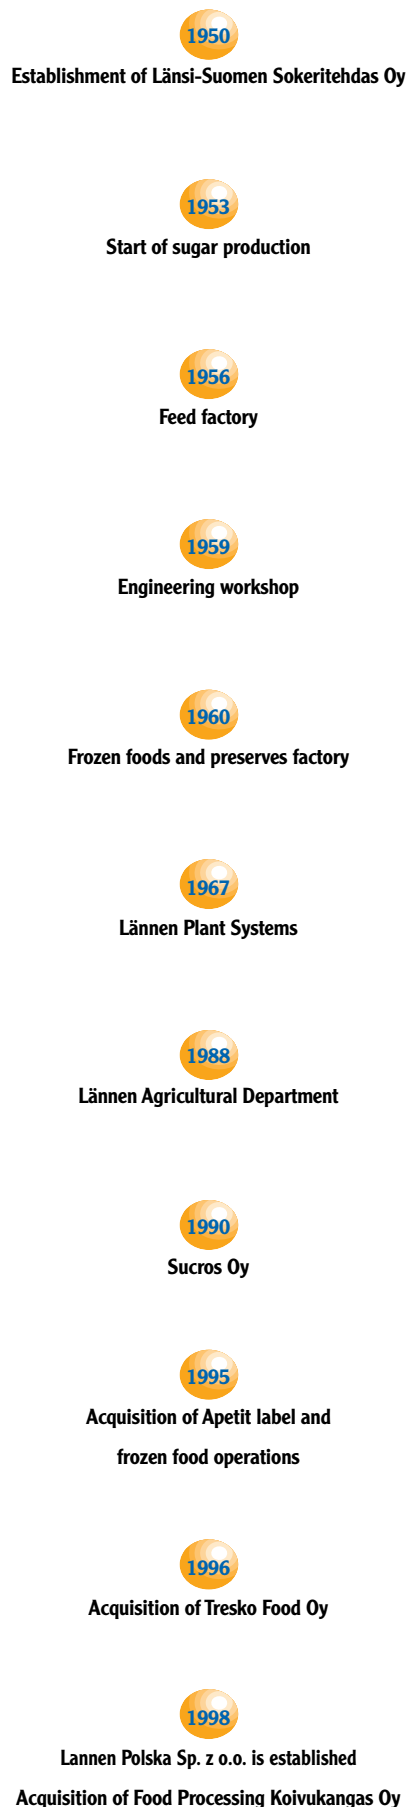 1950
Establishment of Länsi-Suomen Sokeritehdas Oy
1953
Start of sugar production
1956
Feed factory
1959
Engineering workshop
1960
Frozen foods and preserves factory
1967
Lännen Plant Systems
1988
Lännen Agricultural Department
1990
Sucros Oy
1995
Acquisition of Apetit label and
frozen food operations
1996
Acquisition of Tresko Food Oy
1998
Lannen Polska Sp. z o.o. is established
Acquisition of Food Processing Koivukangas Oy